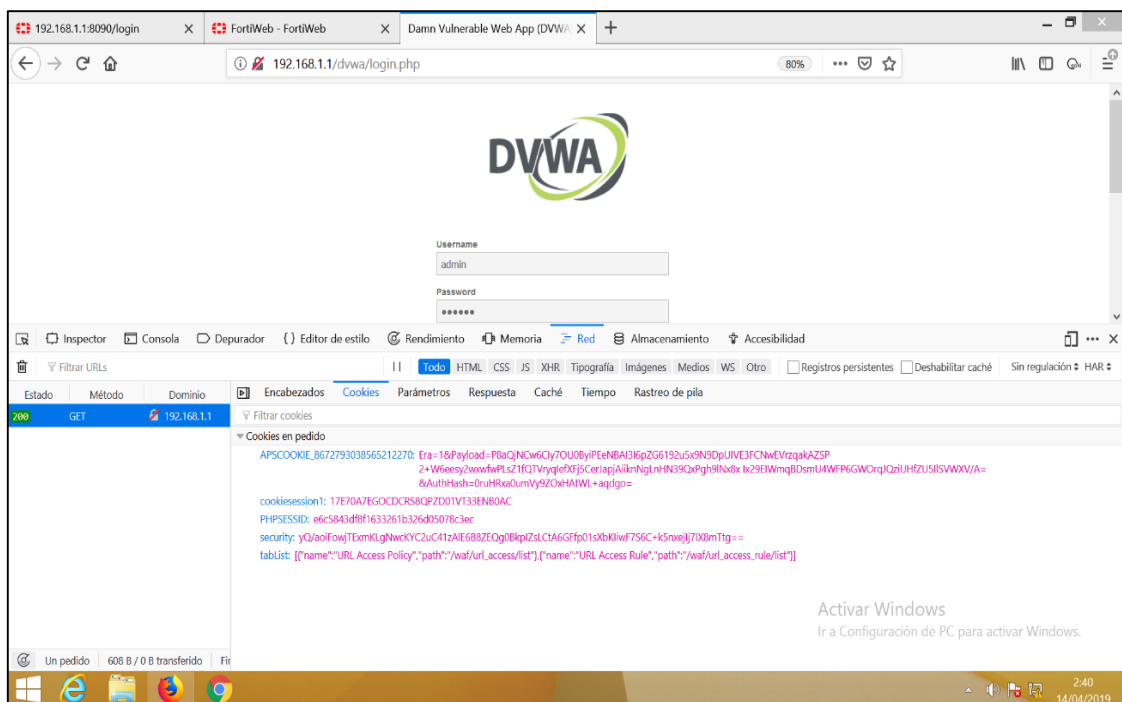 192.168.1.1:8090/login
FortiWeb - FortiWeb
Damn Vulnerable Web App (DVWA
192.168.1.1/dvwa/login.php
80%
DVWA
Username
admin
Password
••••••
Inspector Consola Depurador {} Editor de estilo Rendimiento Memoria Red Almacenamiento Accesibilidad
Filtrar URLs
Todo HTML CSS JS XHR Tipografía Imágenes Medios WS Otro Registros persistentes Deshabilitar caché Sin regulación HAR
Estado Método Dominio Encabezados Cookies Parámetros Respuesta Caché Tiempo Rastreo de pila
200 GET 192.168.1.1
Filtrar cookies
Cookies en pedido
APSCOOKIE_8672793038565212270:
&AuthHash=0ruHRxa0umVy9ZOxHAtWL+aqdgo=
cookiesession1: 17E70A7EGOCDCRS8QPZD01VT33ENB0AC
PHPSESSID: e6c5843df8f1633261b326d05078c3ec
security:
tabList: [{"name":"URL Access Policy","path":"/waf/url_access/list"},{"name":"URL Access Rule","path":"/waf/url_access_rule/list"}]
Activar Windows
Ir a Configuración de PC para activar Windows.
Un pedido 608 B / 0 B transferido Fir
2:40
14/04/2019